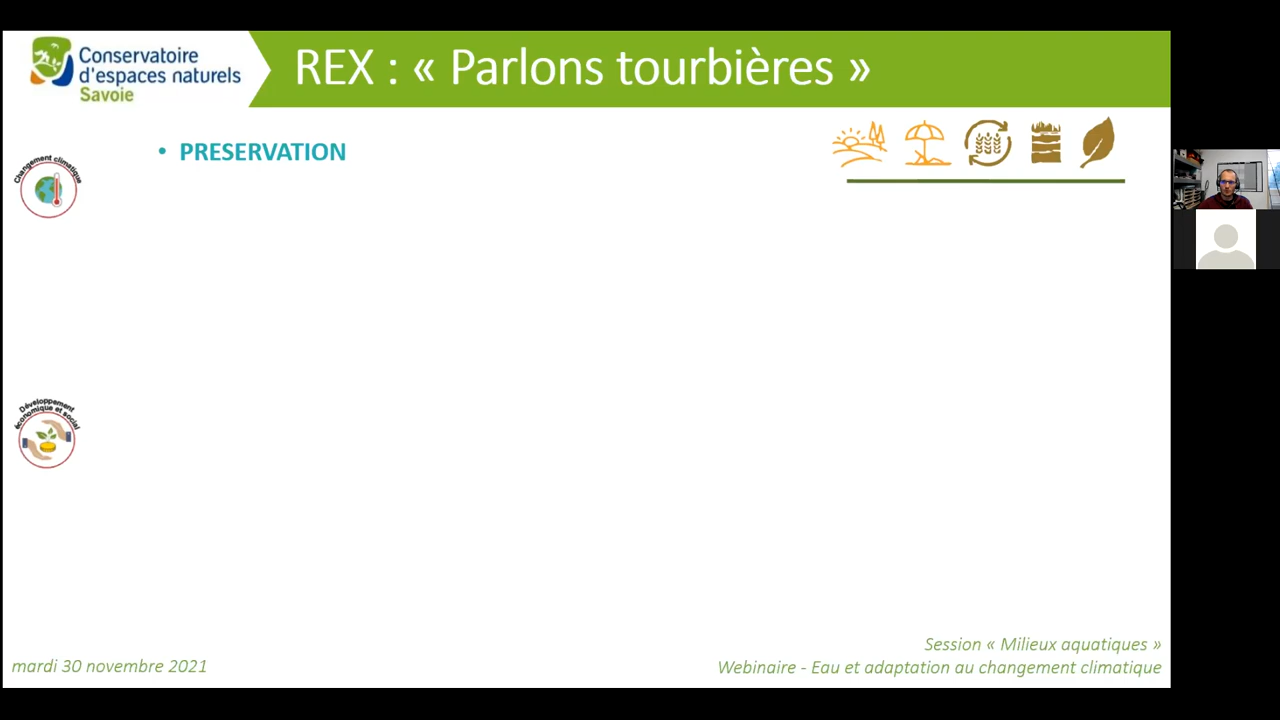 Conservatoire
d'espaces naturels
Savoie
REX : « Parlons tourbières »
• PRESERVATION
Changement climatique
Développement
économique et social
mardi 30 novembre 2021
Session « Milieux aquatiques »
Webinaire - Eau et adaptation au changement climatique